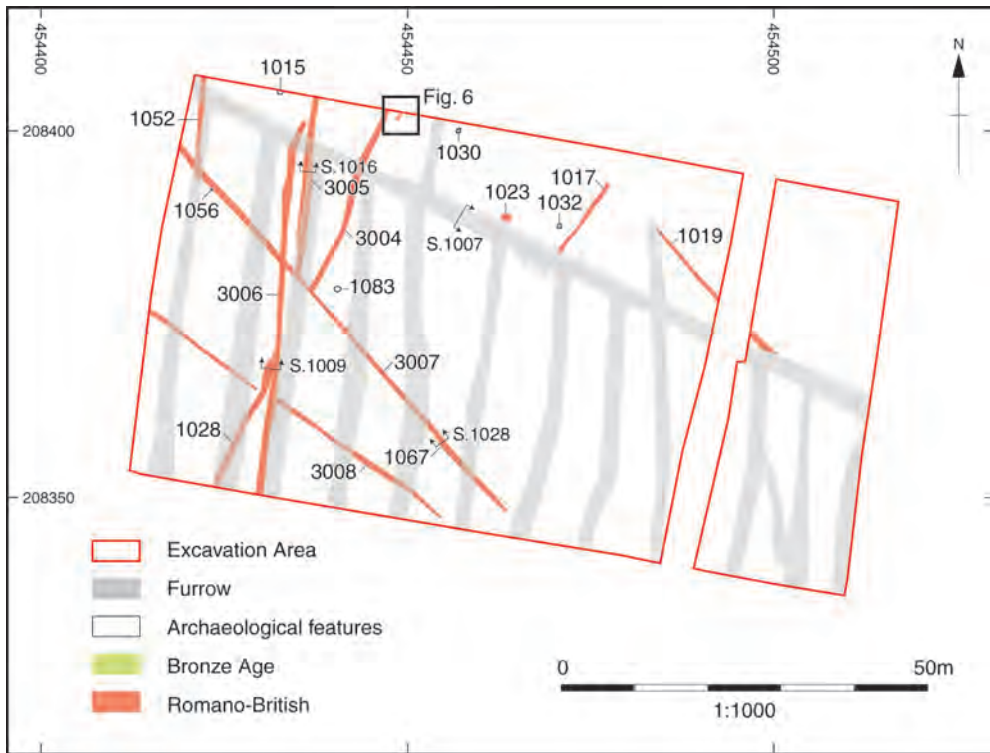 454400
454450
454500
N
1015
Fig. 6
1052
208400
1030
S.1016
3005
1017
1023
1032
1056
S.1007
3004
1019
3006
1083
3007
S.1009
S.1028
1028
1067
3008
208350
Excavation Area
Furrow
Archaeological features
Bronze Age
Romano-British
0 50m
1:1000